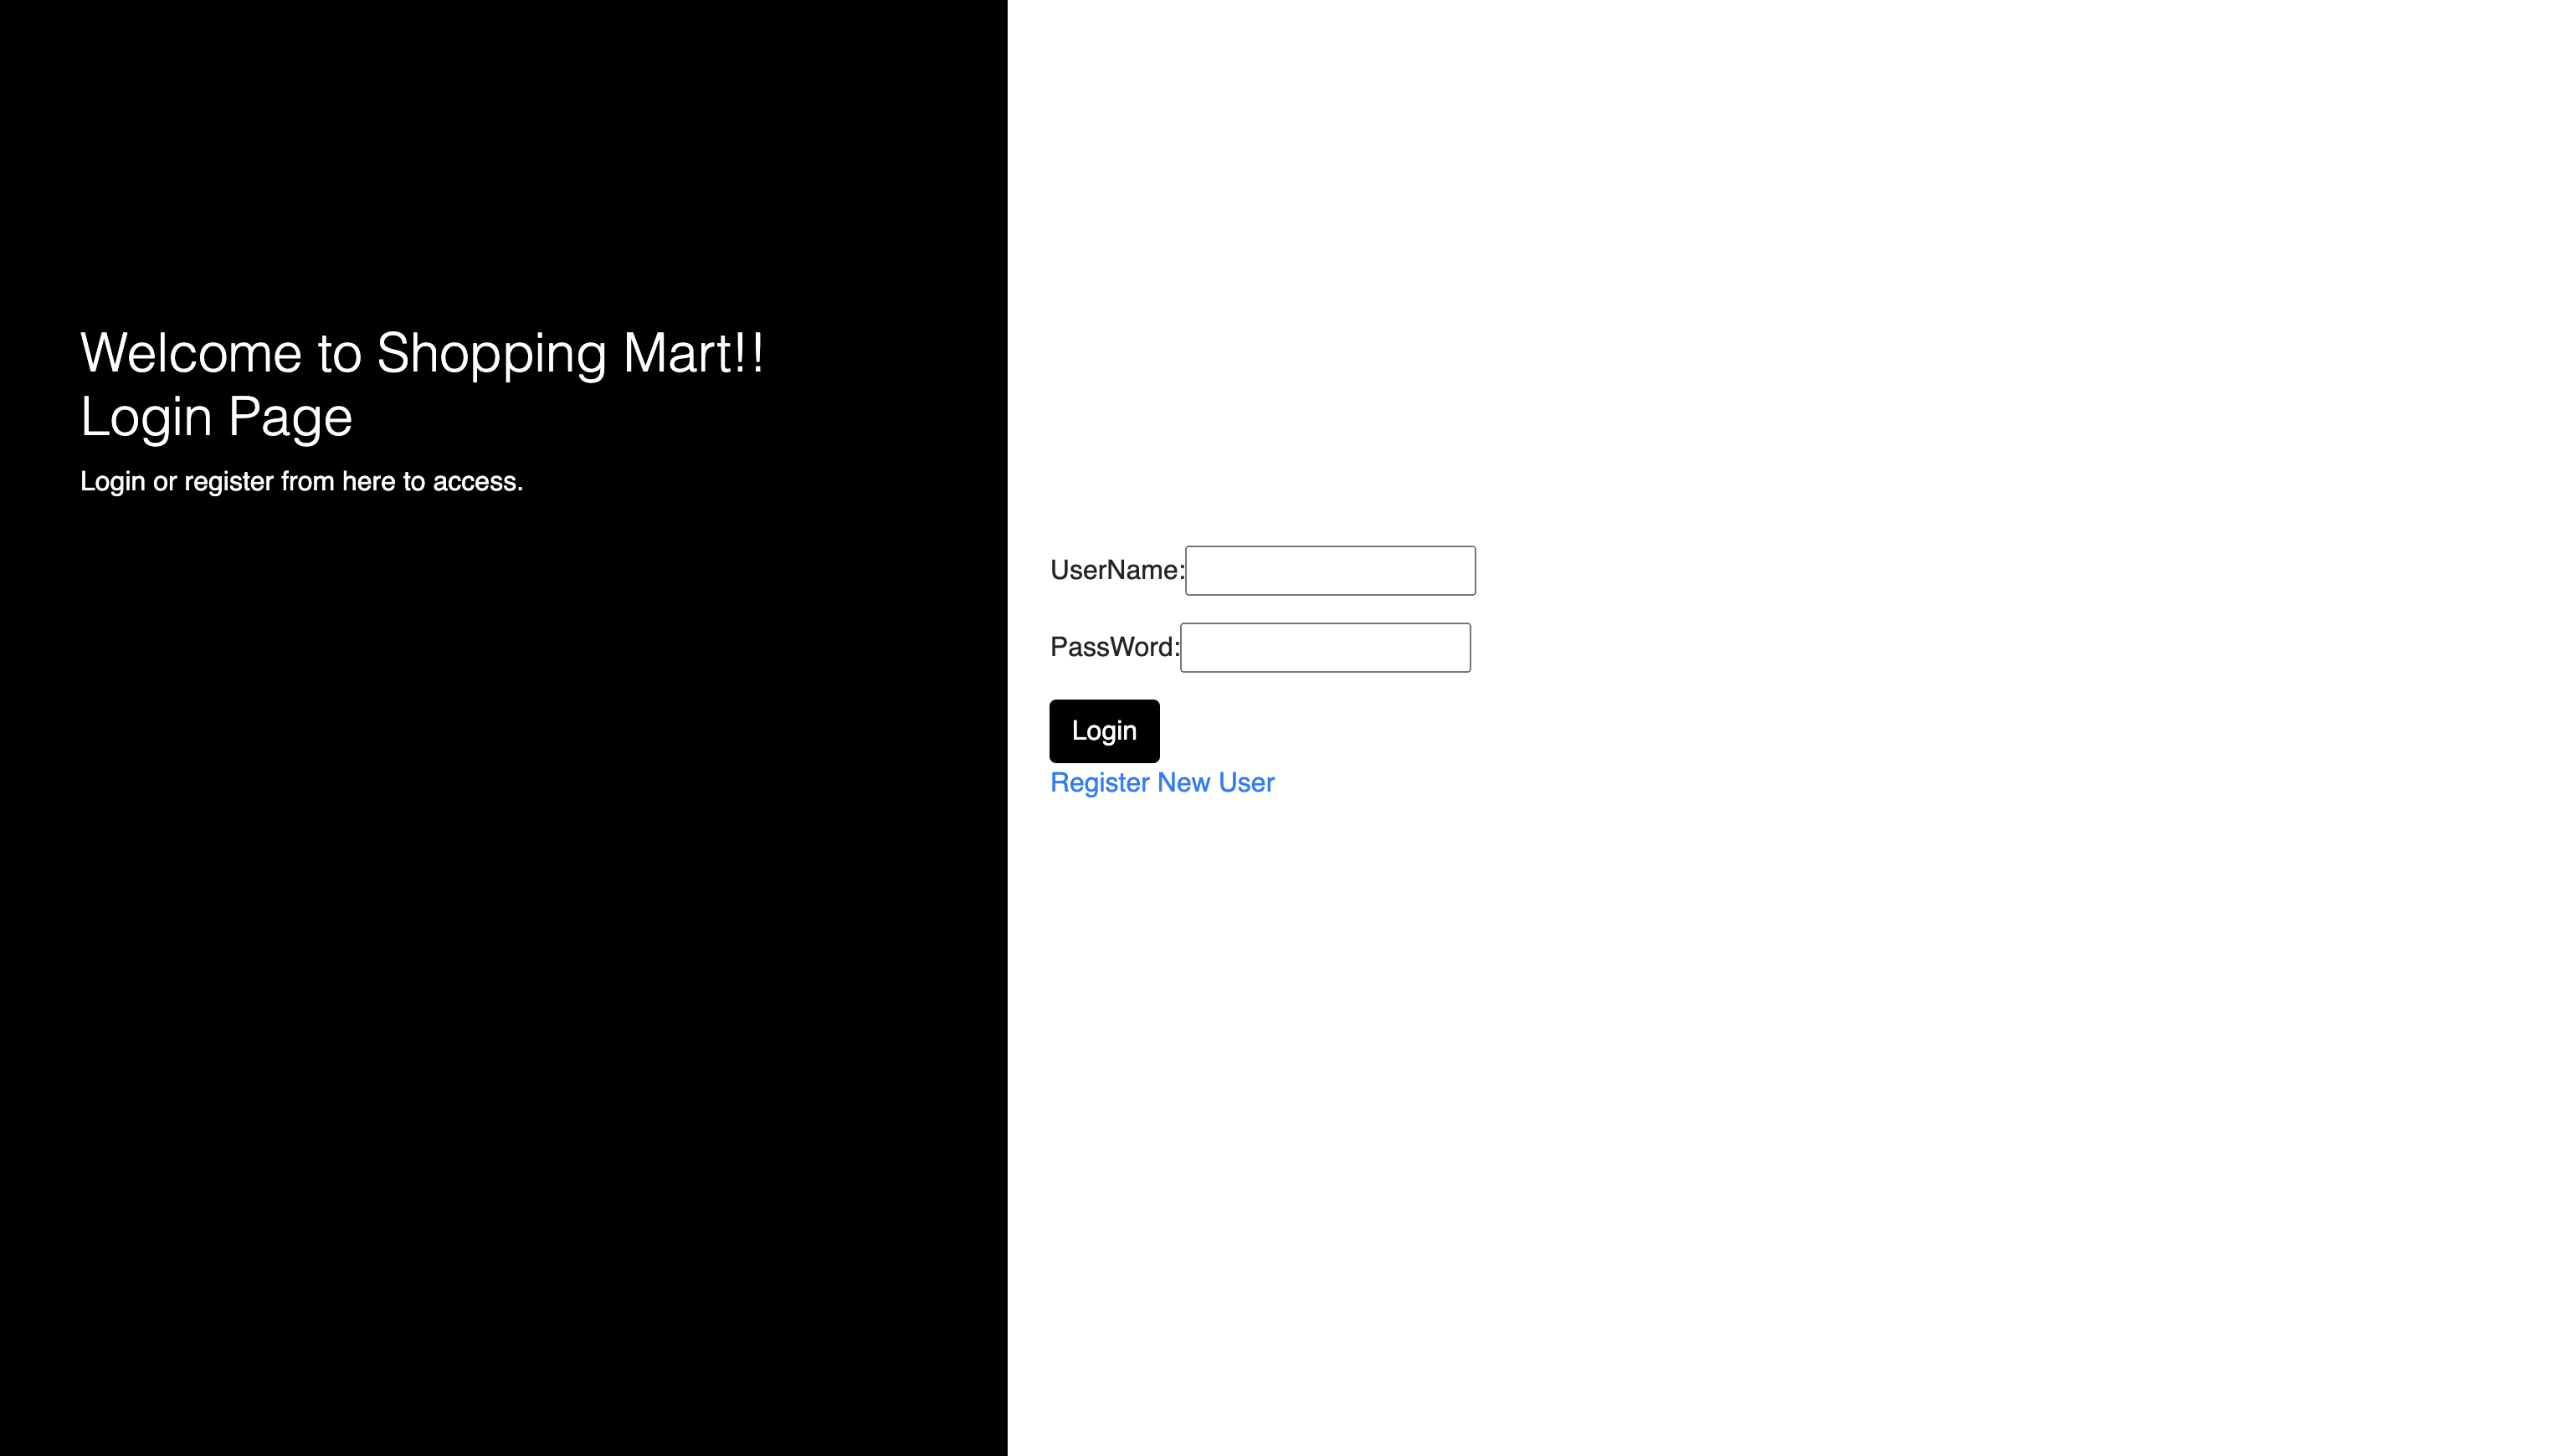 Welcome to Shopping Mart!!
Login Page
Login or register from here to access.
UserName:
PassWord:
Login
Register New User